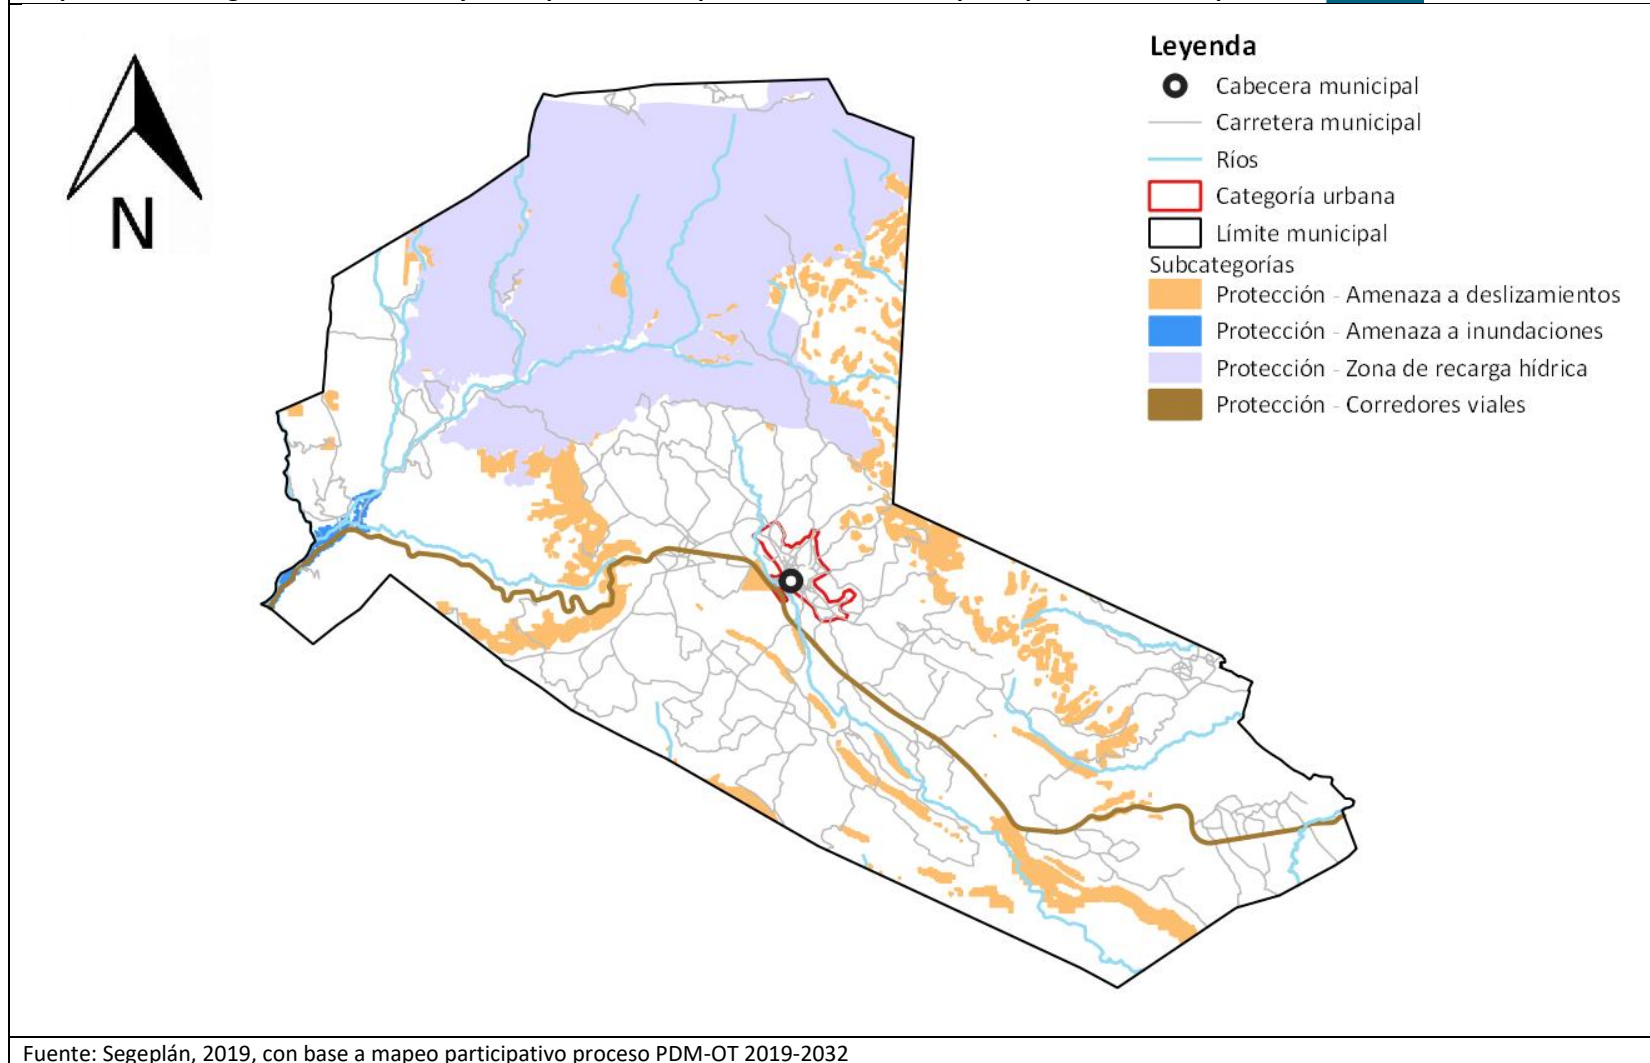 N
Leyenda
Cabecera municipal
Carretera municipal
Ríos
Categoría urbana
Límite municipal
Subcategorías
Protección - Amenaza a deslizamientos
Protección - Amenaza a inundaciones
Protección - Zona de recarga hídrica
Protección - Corredores viales
Fuente: Segeplán, 2019, con base a mapeo participativo proceso PDM-OT 2019-2032